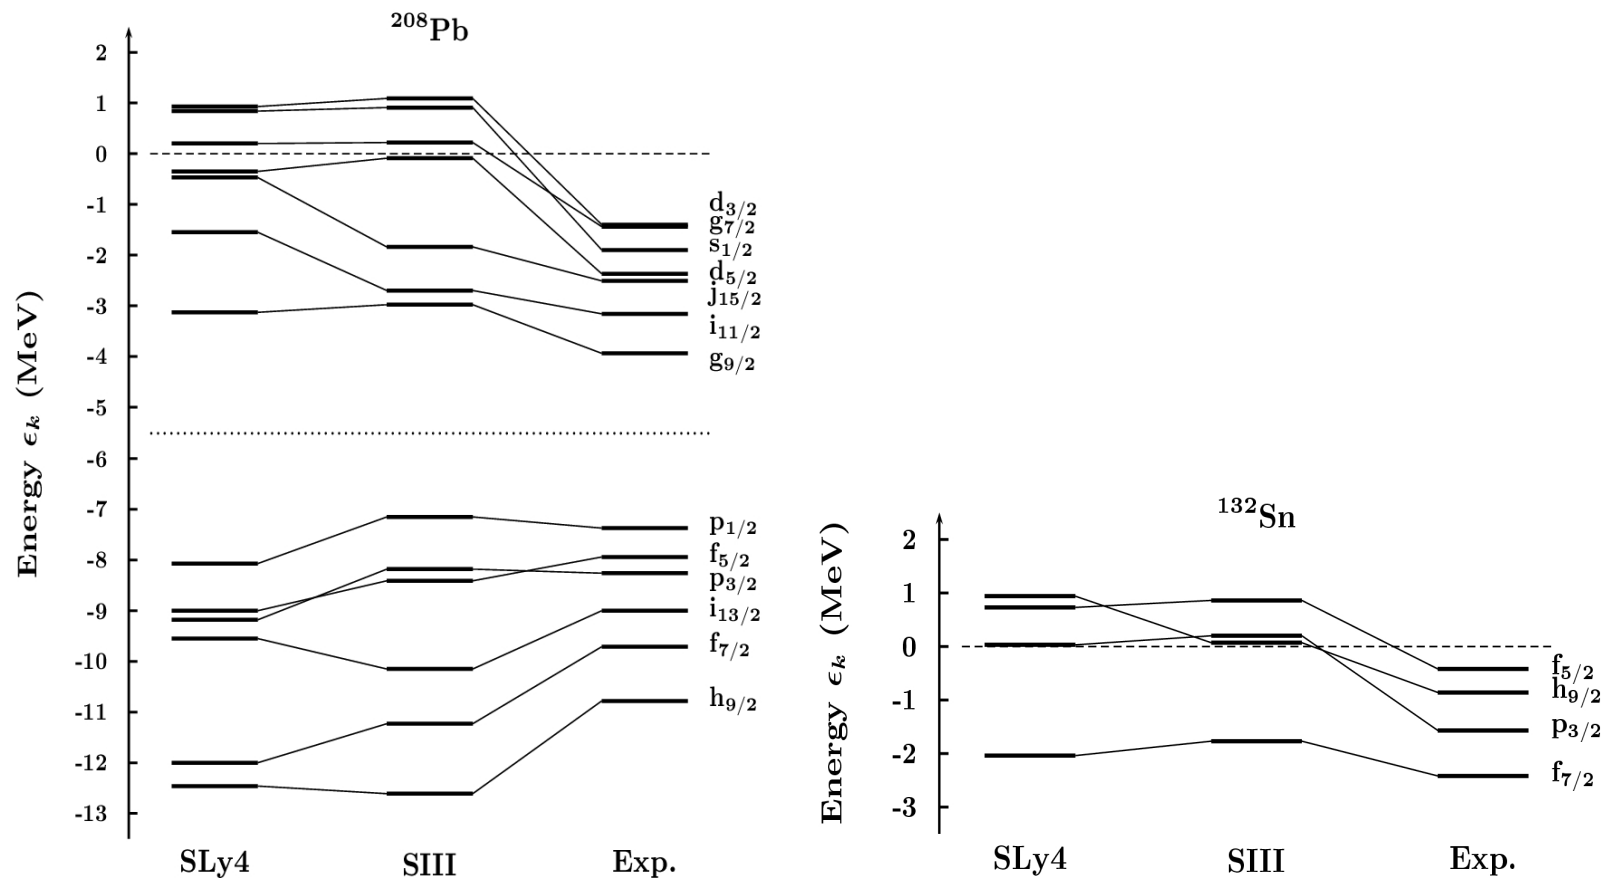 ²⁰⁸Pb
Energy ϵₖ (MeV)
2
1
0
-1
-2
-3
-4
-5
-6
-7
-8
-9
-10
-11
-12
-13
d3/2
g7/2
s1/2
d5/2
j15/2
i11/2
g9/2
p1/2
f5/2
p3/2
i13/2
f7/2
h9/2
SLy4 SIII Exp.
¹³²Sn
Energy ϵₖ (MeV)
2
1
0
-1
-2
-3
f5/2
h9/2
p3/2
f7/2
SLy4 SIII Exp.